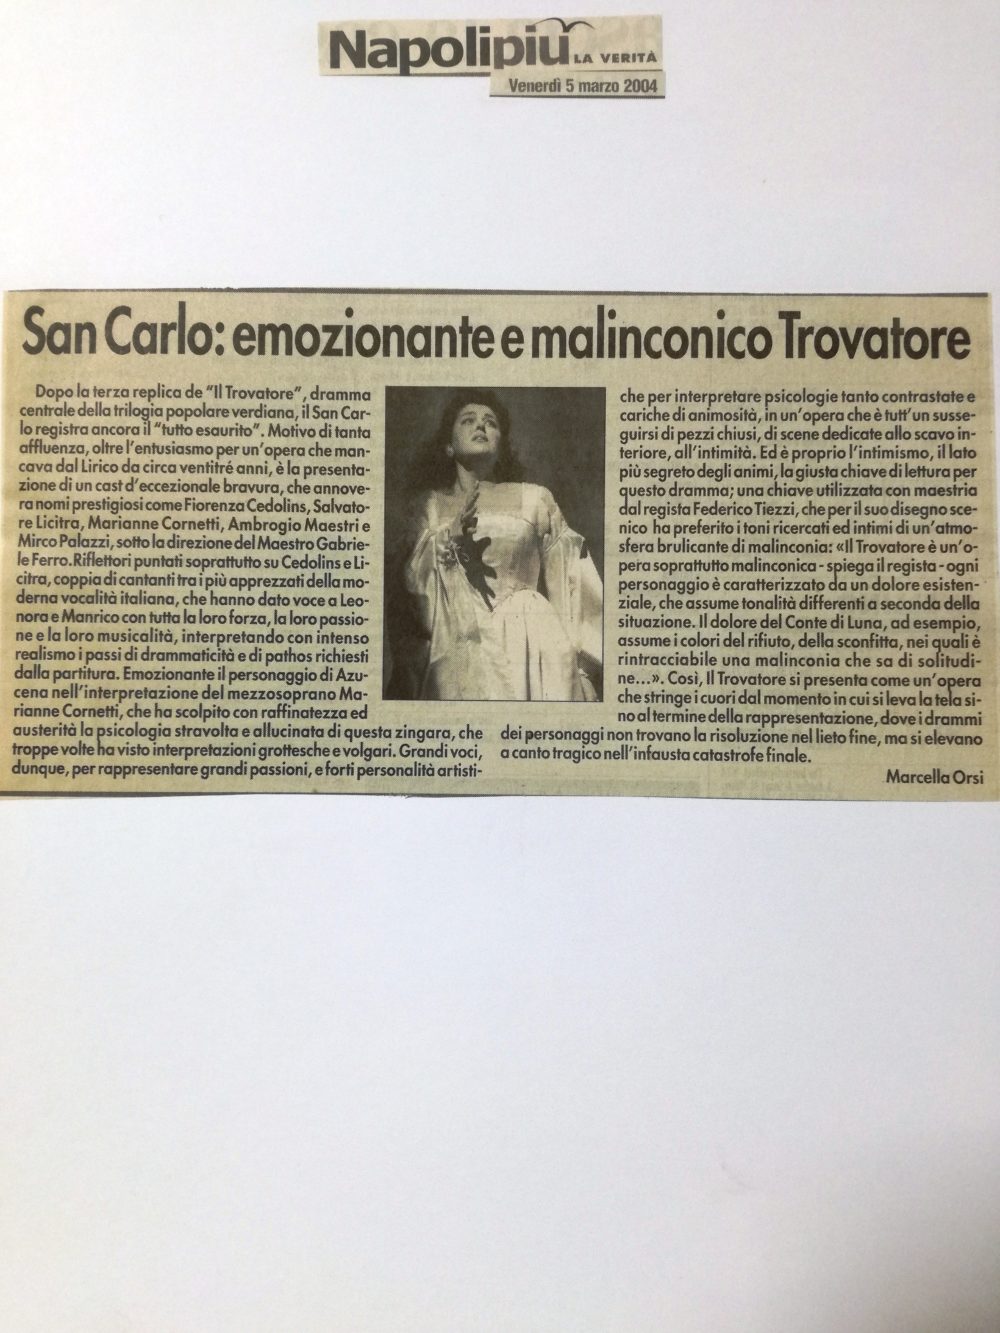 Napolipiù LA VERITÀ
Venerdì 5 marzo 2004
San Carlo: emozionante e malinconico Trovatore
Dopo la terza replica de "Il Trovatore", dramma
centrale della trilogia popolare verdiana, il San Car-
lo registra ancora il "tutto esaurito". Motivo di tanta
affluenza, oltre l'entusiasmo per un'opera che man-
cava dal Lirico da circa ventitré anni, è la presenta-
zione di un cast d'eccezionale bravura, che annove-
ra nomi prestigiosi come Fiorenza Cedolins, Salvato-
re Licitra, Marianne Cornetti, Ambrogio Maestri e
Mirco Palazzi, sotto la direzione del Maestro Gabrie-
le Ferro.Riflettori puntati soprattutto su Cedolins e Li-
citra, coppia di cantanti tra i più apprezzati della mo-
derna vocalità italiana, che hanno dato voce a Leo-
nora e Manrico con tutta la loro forza, la loro passio-
ne e la loro musicalità, interpretando con intenso
realismo i passi di drammaticità e di pathos richiesti
dalla partitura. Emozionante il personaggio di Azu-
cena nell'interpretazione del mezzosoprano Ma-
rianne Cornetti, che ha scolpito con raffinatezza ed
austerità la psicologia stravolta e allucinata di questa zingara, che
troppe volte ha visto interpretazioni grottesche e volgari. Grandi voci,
dunque, per rappresentare grandi passioni, e forti personalità artisti-
che per interpretare psicologie tanto contrastate e
cariche di animosità, in un'opera che è tutt'un susse-
guirsi di pezzi chiusi, di scene dedicate allo scavo in-
teriore, all'intimità. Ed è proprio l'intimismo, il lato
più segreto degli animi, la giusta chiave di lettura per
questo dramma; una chiave utilizzata con maestria
dal regista Federico Tiezzi, che per il suo disegno sce-
nico ha preferito i toni ricercati ed intimi di un'atmo-
sfera brulicante di malinconia: «Il Trovatore è un'o-
pera soprattutto malinconica - spiega il regista - ogni
personaggio è caratterizzato da un dolore esisten-
ziale, che assume tonalità differenti a seconda della
situazione. Il dolore del Conte di Luna, ad esempio,
assume i colori del rifiuto, della sconfitta, nei quali è
rintracciabile una malinconia che sa di solitudi-
ne...». Così, Il Trovatore si presenta come un'opera
che stringe i cuori dal momento in cui si leva la tela si-
no al termine della rappresentazione, dove i drammi
dei personaggi non trovano la risoluzione nel lieto fine, ma si elevano
a canto tragico nell'infausta catastrofe finale.
Marcella Orsi